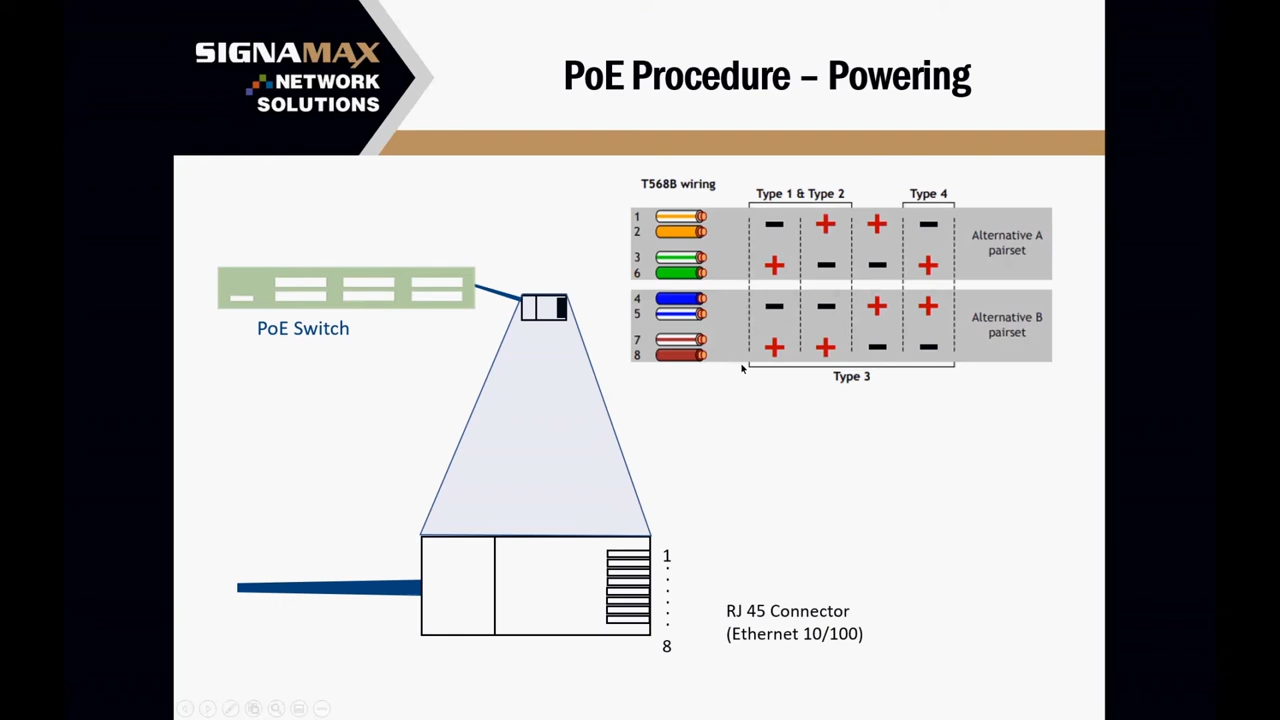 SIGNAMAX
NETWORK
SOLUTIONS
PoE Procedure – Powering
T568B wiring
Type 1 & Type 2
Type 4
1
2
3
6
4
5
7
8
- + + -
+ - - +
- - + +
+ + - -
Alternative A
pairset
Alternative B
pairset
Type 3
PoE Switch
1
8
RJ 45 Connector
(Ethernet 10/100)